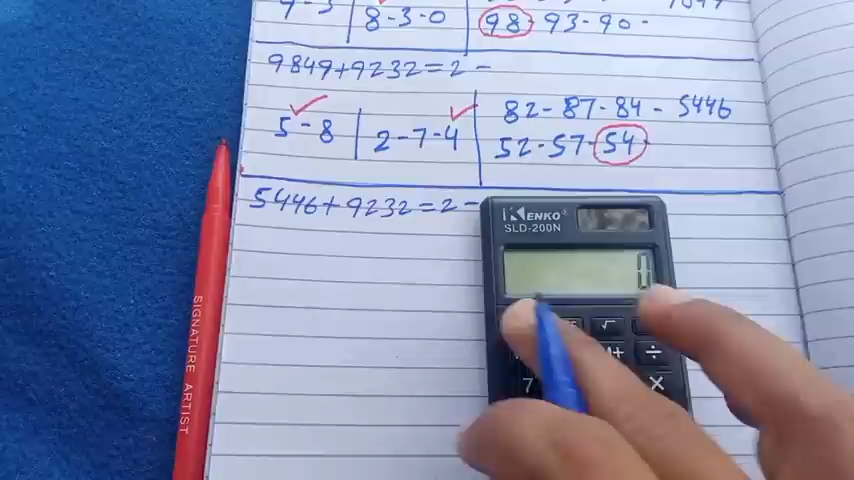 8-3-0 98 93-90-
9849+9232=2-
5-8 2-7-4 82-87-84-5446
52-57-54
5446+9232=2-
KENKO
SLD-200N
0
√
M+ ÷
7 ×
SIGNATURE ARTIST